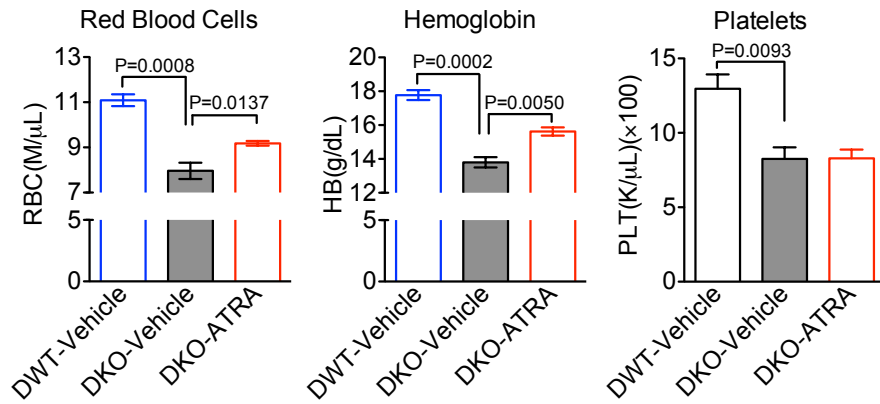 Red Blood Cells
RBC(M/μL)
13
11
9
7
5
0
P=0.0008
P=0.0137
DWT-Vehicle
DKO-Vehicle
DKO-ATRA
Hemoglobin
HB(g/dL)
20
18
16
14
12
5
0
P=0.0002
P=0.0050
DWT-Vehicle
DKO-Vehicle
DKO-ATRA
Platelets
PLT(K/μL)(×100)
15
10
5
0
P=0.0093
DWT-Vehicle
DKO-Vehicle
DKO-ATRA